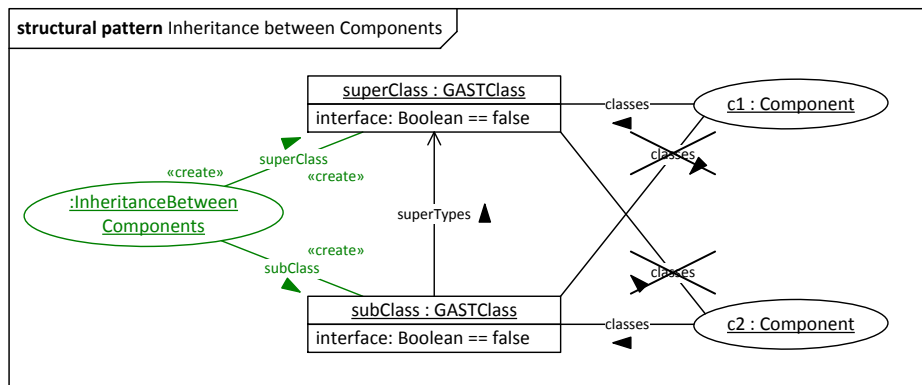 structural pattern Inheritance between Components
superClass : GASTClass
interface: Boolean == false
classes
c1 : Component
classes
superClass
«create»
«create»
:InheritanceBetween
Components
superTypes
«create»
subClass
classes
subClass : GASTClass
interface: Boolean == false
classes
c2 : Component